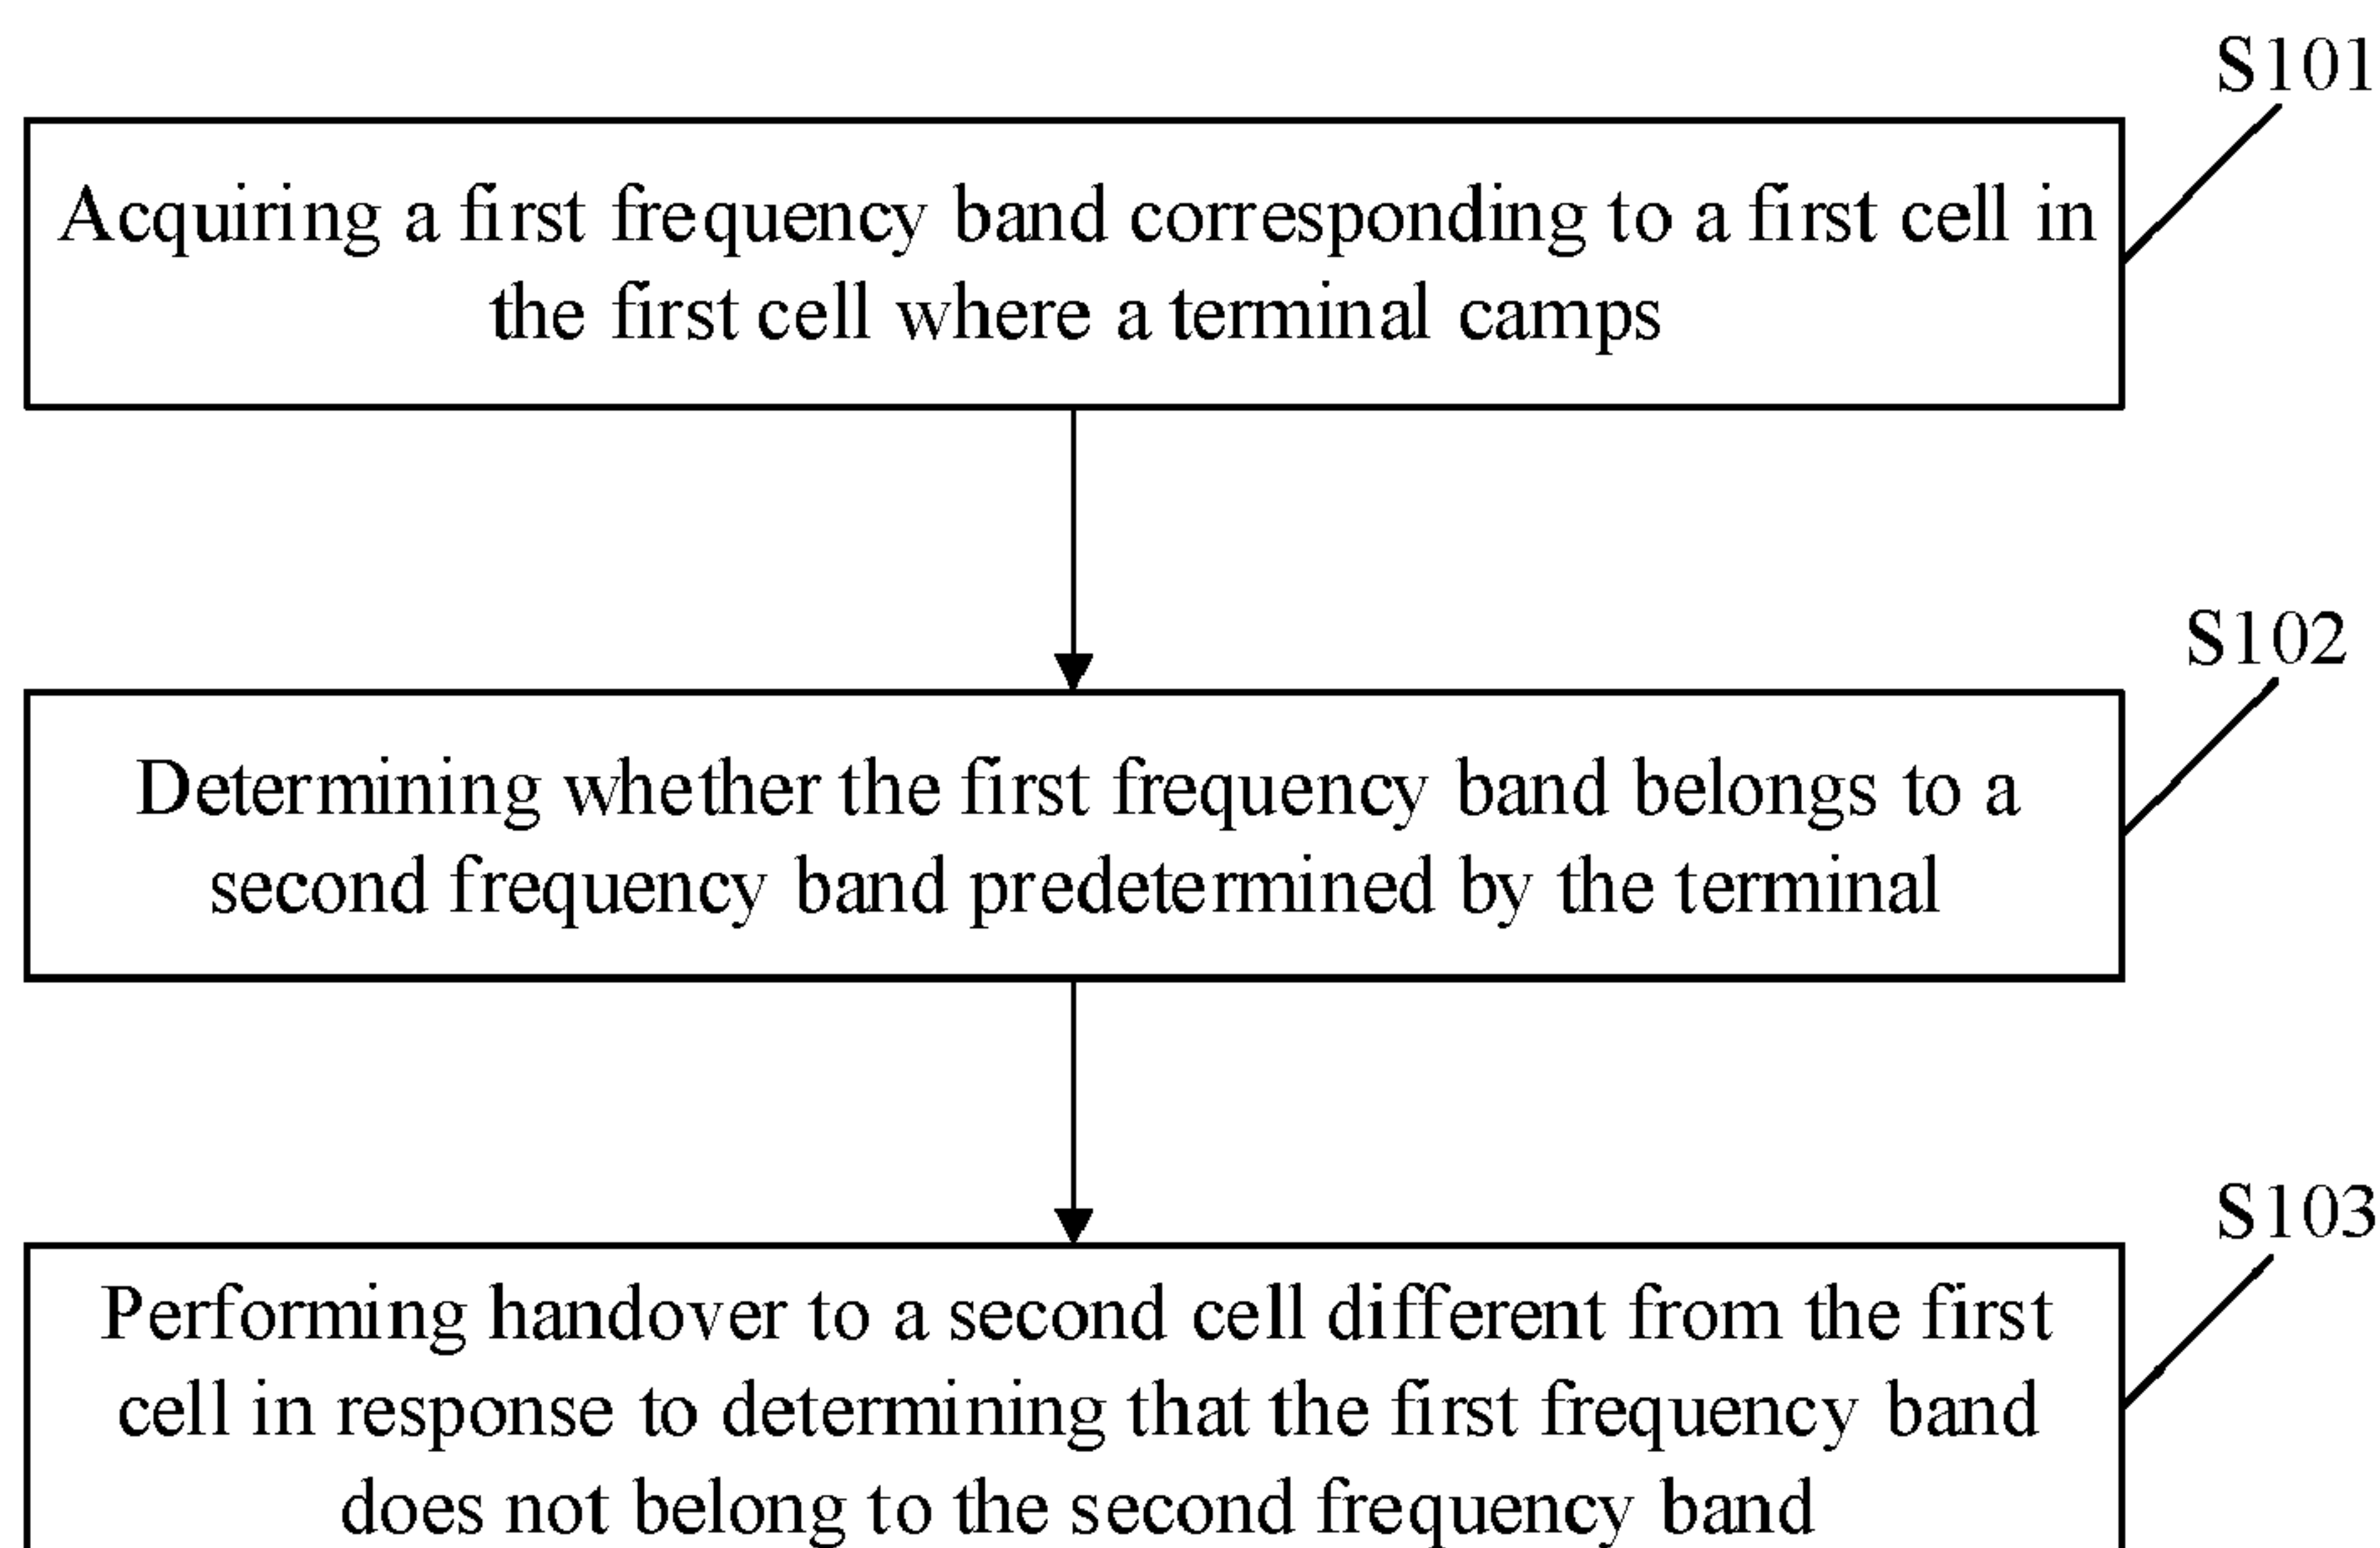 S101
Acquiring a first frequency band corresponding to a first cell in
the first cell where a terminal camps
S102
Determining whether the first frequency band belongs to a
second frequency band predetermined by the terminal
S103
Performing handover to a second cell different from the first
cell in response to determining that the first frequency band
does not belong to the second frequency band